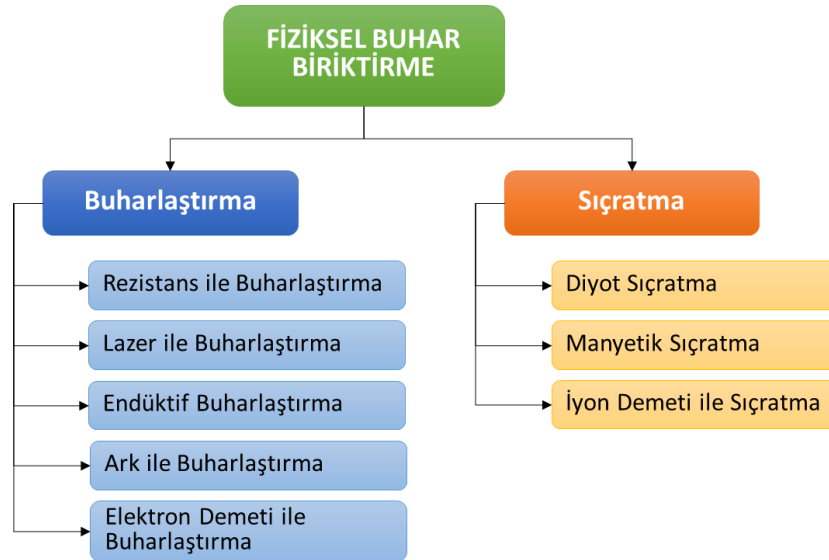 FİZİKSEL BUHAR
BİRİKTİRME
Buharlaştırma
Rezistans ile Buharlaştırma
Lazer ile Buharlaştırma
Endüktif Buharlaştırma
Ark ile Buharlaştırma
Elektron Demeti ile
Buharlaştırma
Sıçratma
Diyot Sıçratma
Manyetik Sıçratma
İyon Demeti ile Sıçratma